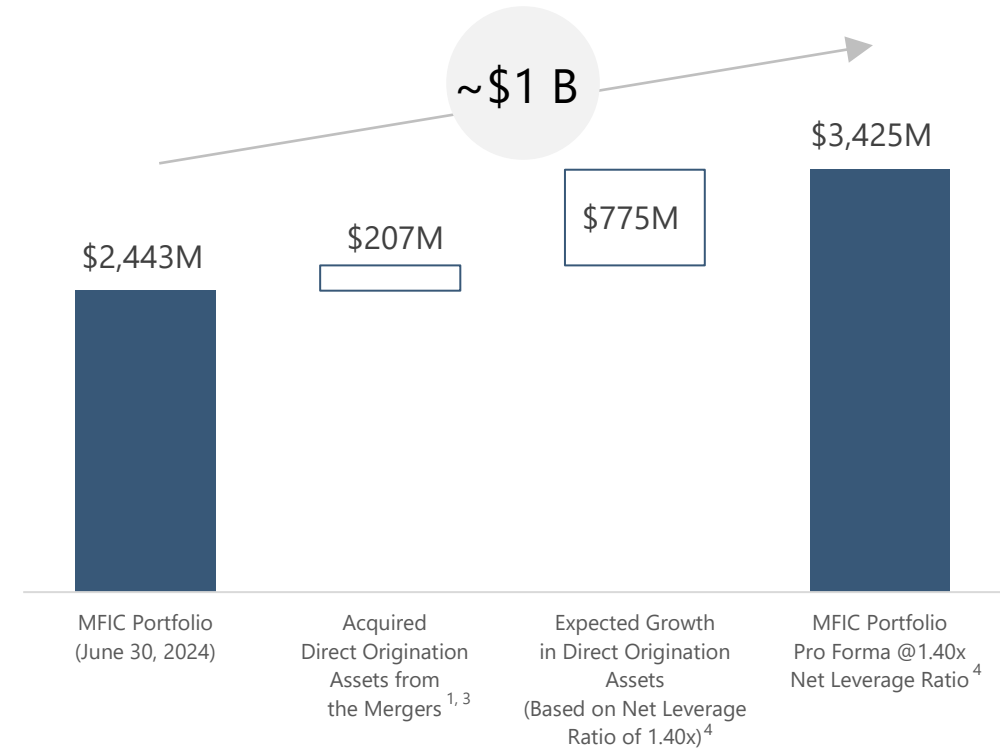 ~$1 B
$3,425M
$775M
$207M
$2,443M
MFIC Portfolio
(June 30, 2024)
Acquired
Direct Origination
Assets from
the Mergers 1, 3
Expected Growth
in Direct Origination
Assets
(Based on Net Leverage
Ratio of 1.40x)4
MFIC Portfolio
Pro Forma @1.40x
Net Leverage Ratio 4